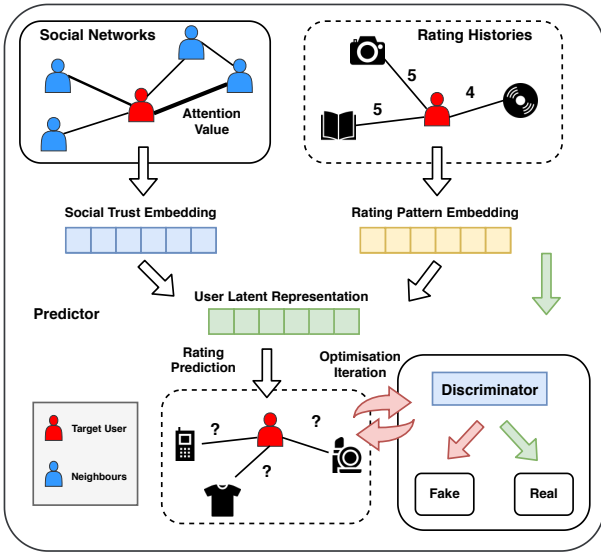 Social Networks
Rating Histories
Attention
Value
5
4
5
Social Trust Embedding
Rating Pattern Embedding
User Latent Representation
Predictor
Rating
Prediction
Optimisation
Iteration
?
?
?
Target User
Neighbours
Discriminator
Fake
Real